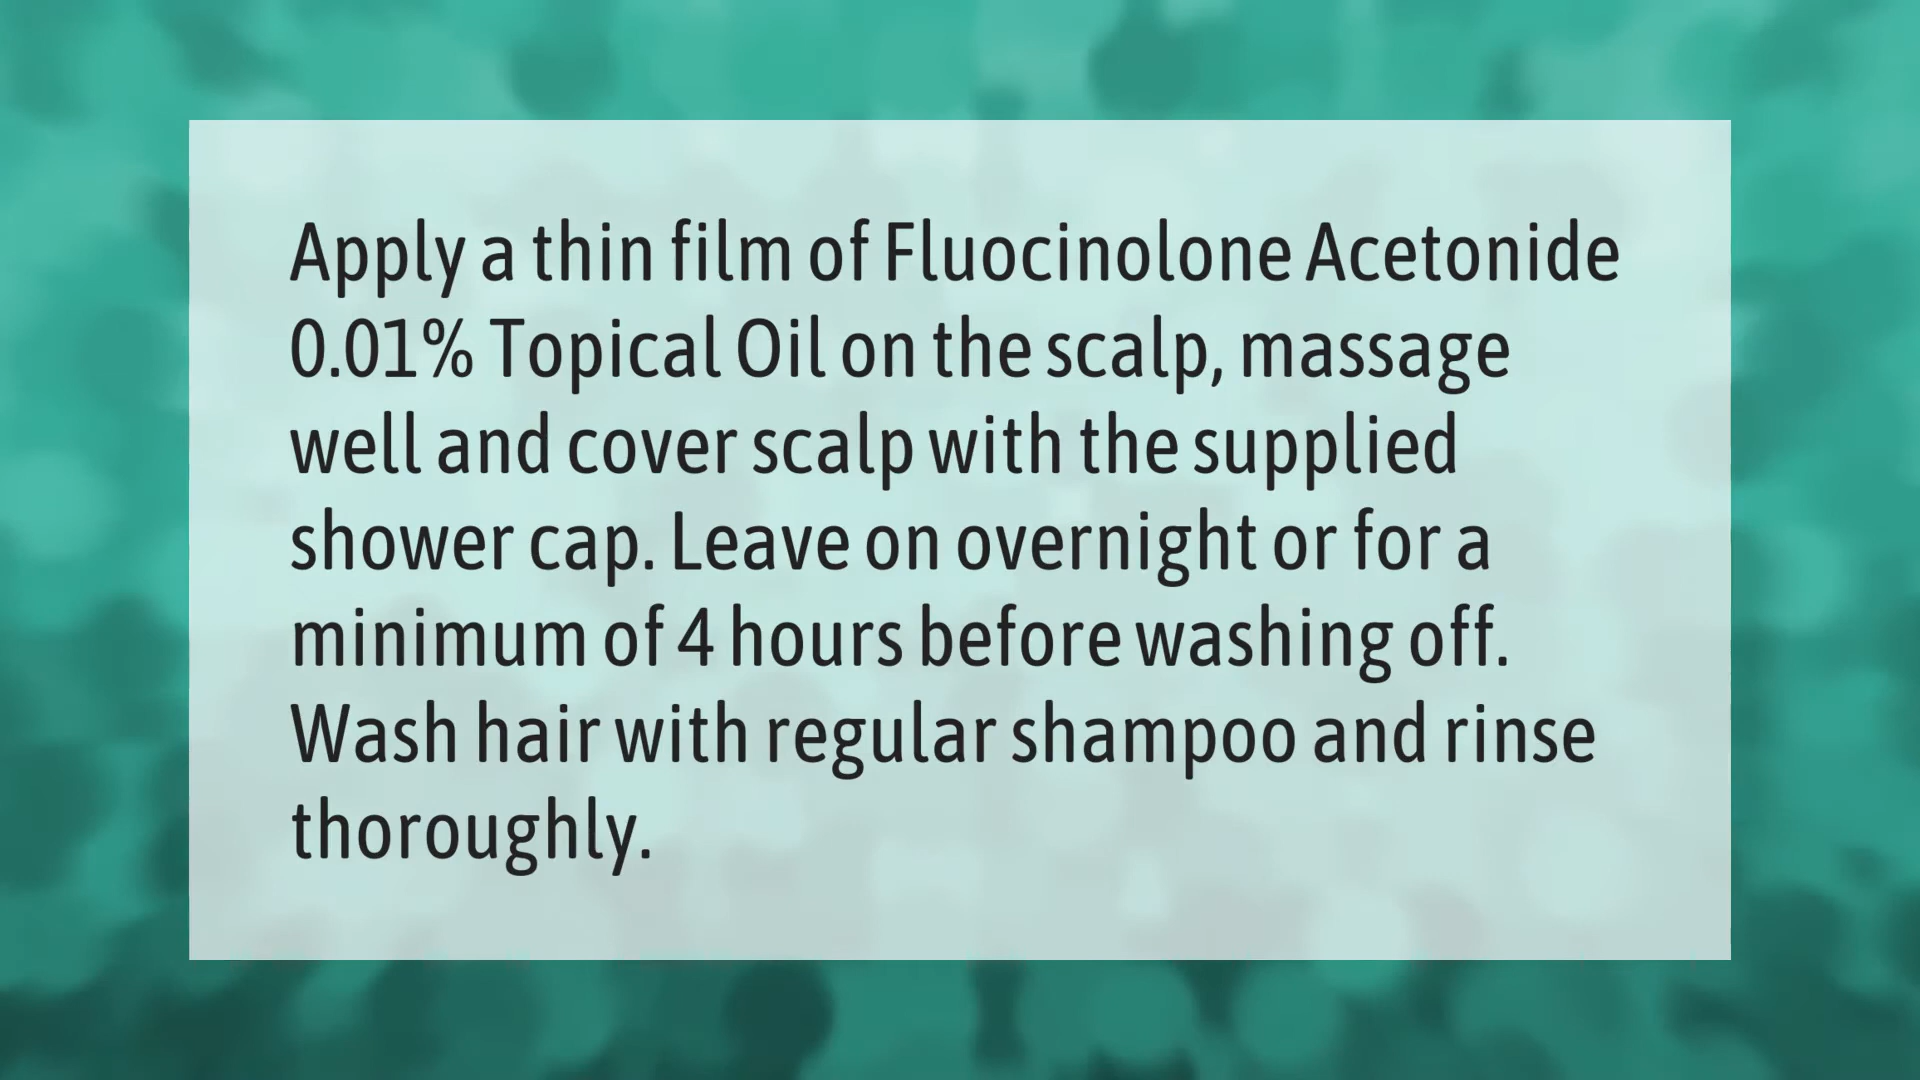 Apply a thin film of Fluocinolone Acetonide
0.01% Topical Oil on the scalp, massage
well and cover scalp with the supplied
shower cap. Leave on overnight or for a
minimum of 4 hours before washing off.
Wash hair with regular shampoo and rinse
thoroughly.